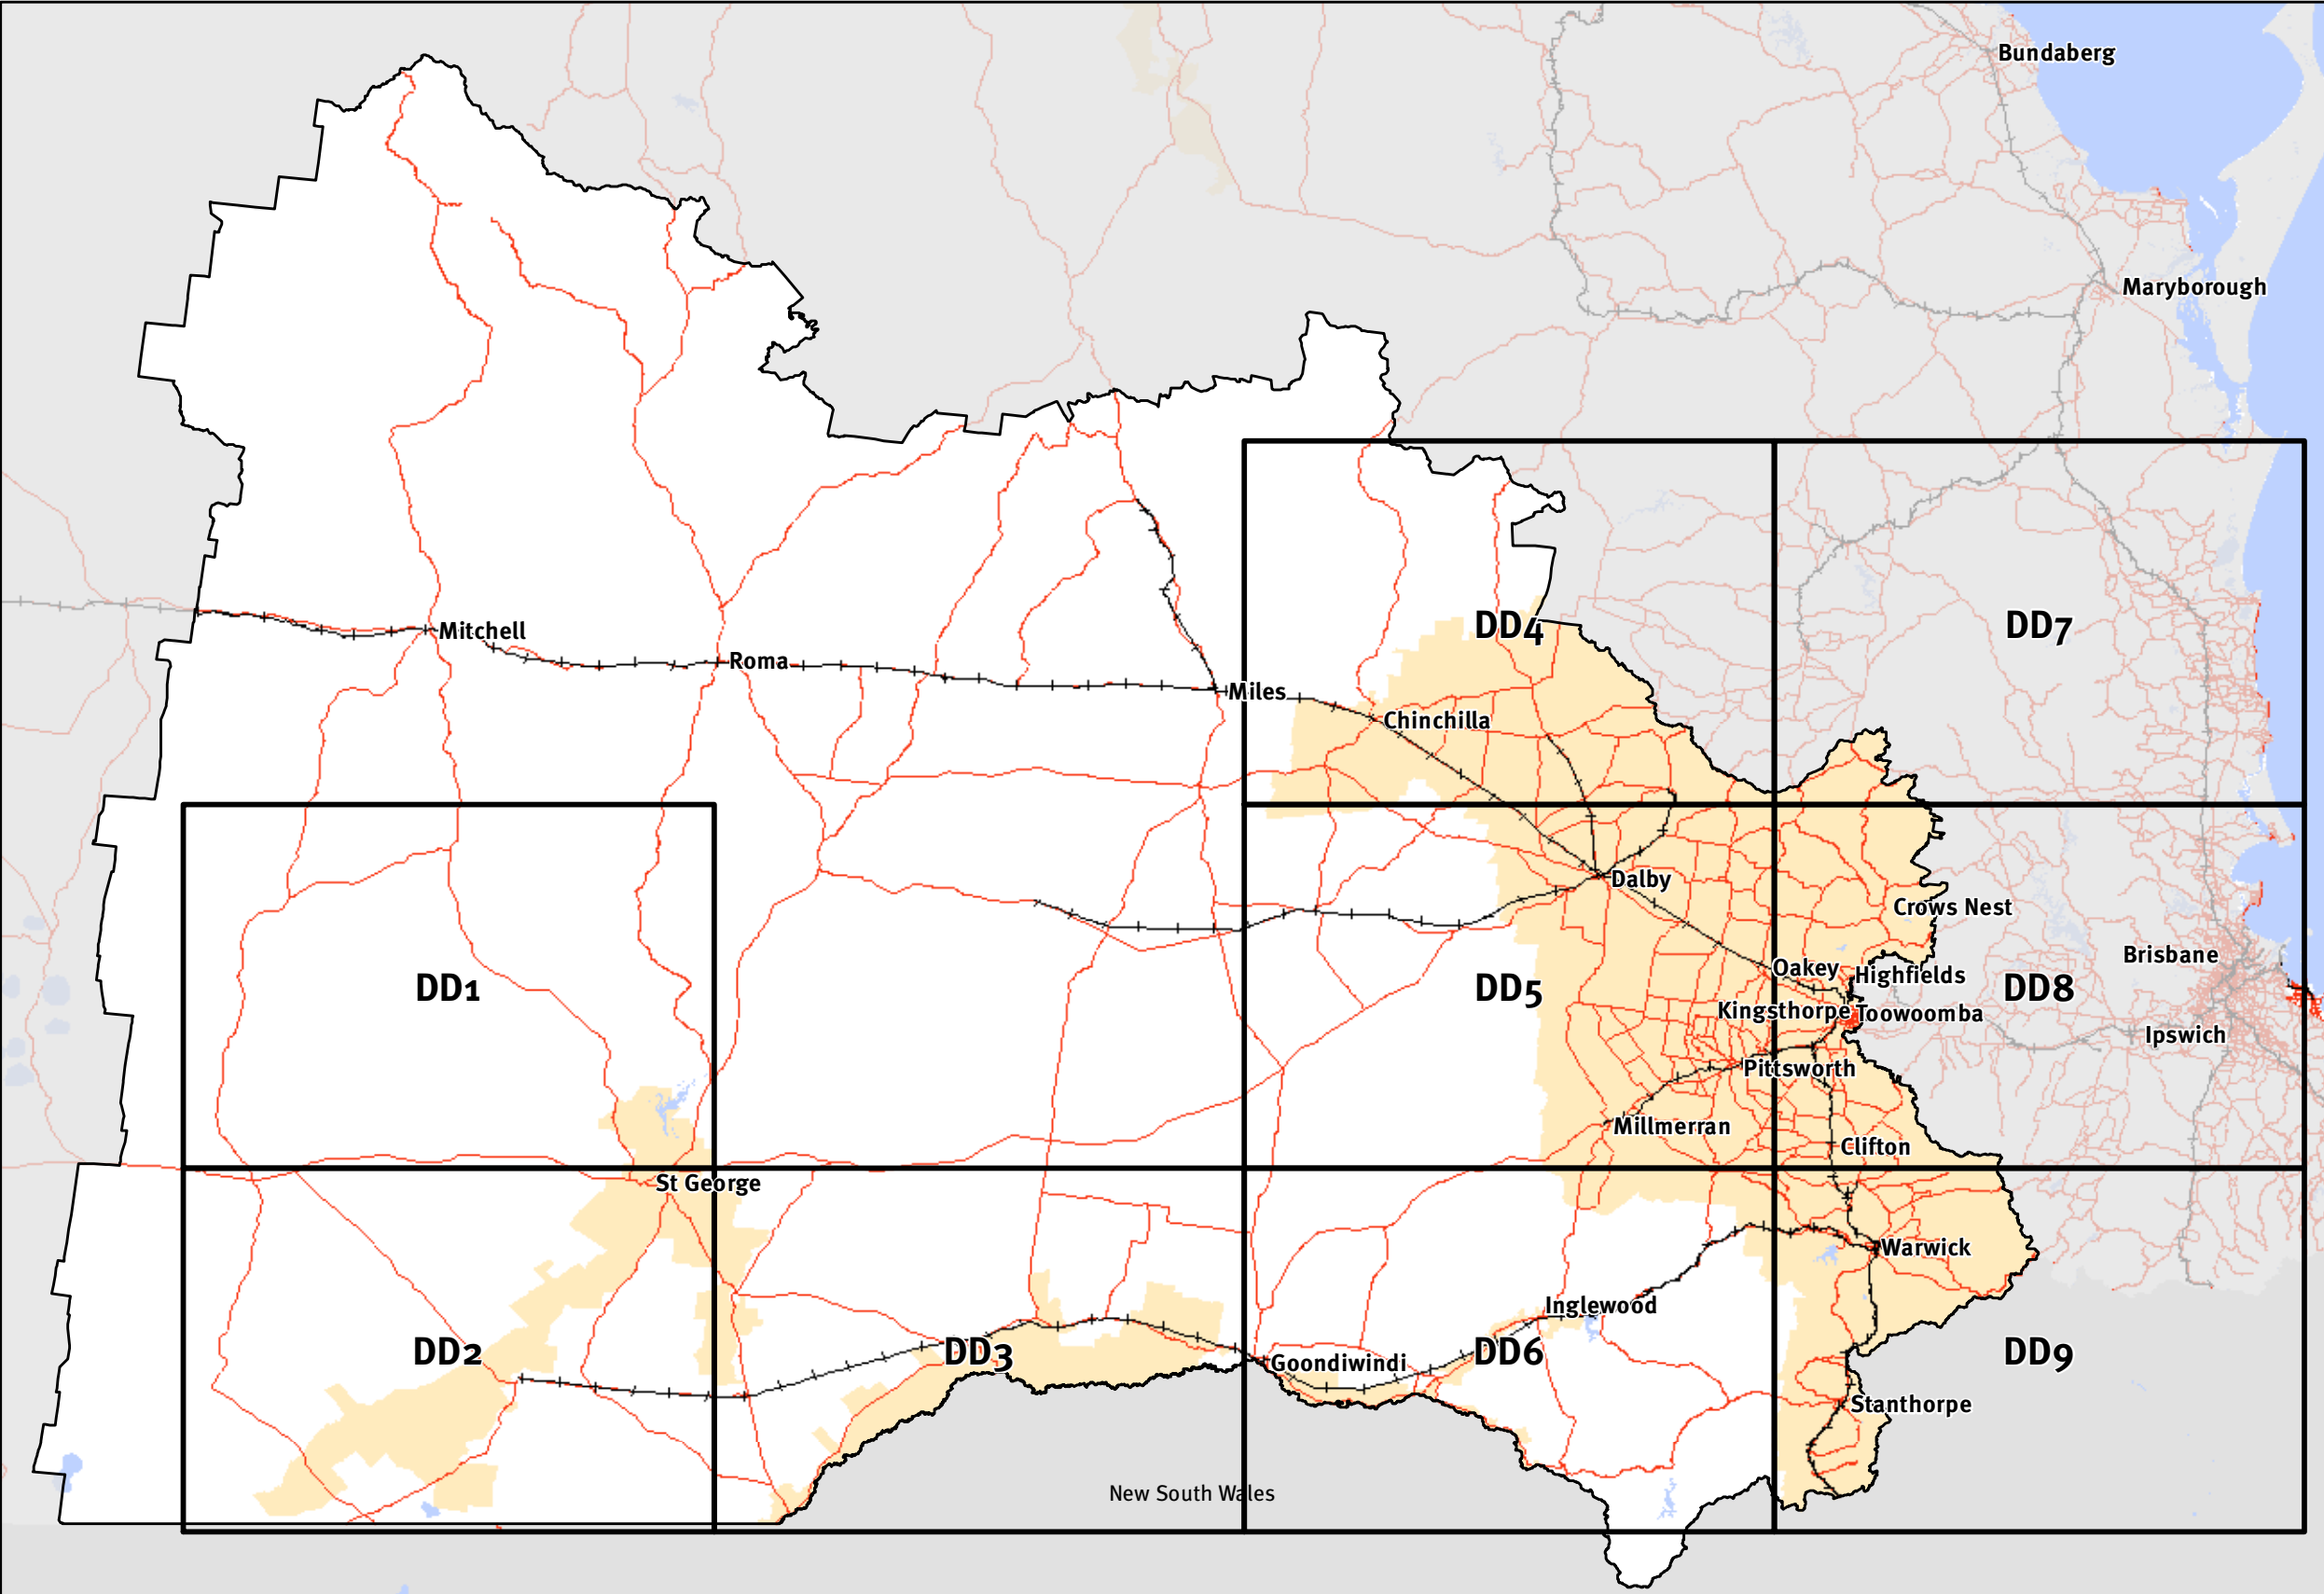 Bundaberg
Maryborough
DD4
DD7
Mitchell
Roma
Miles
Chinchilla
Dalby
Crows Nest
Brisbane
Oakey
Highfields
DD1
DD5
DD8
Kingsthorpe
Toowoomba
Ipswich
Pittsworth
Millmerran
Clifton
St George
Warwick
Inglewood
DD2
DD3
Goondiwindi
DD6
DD9
Stanthorpe
New South Wales